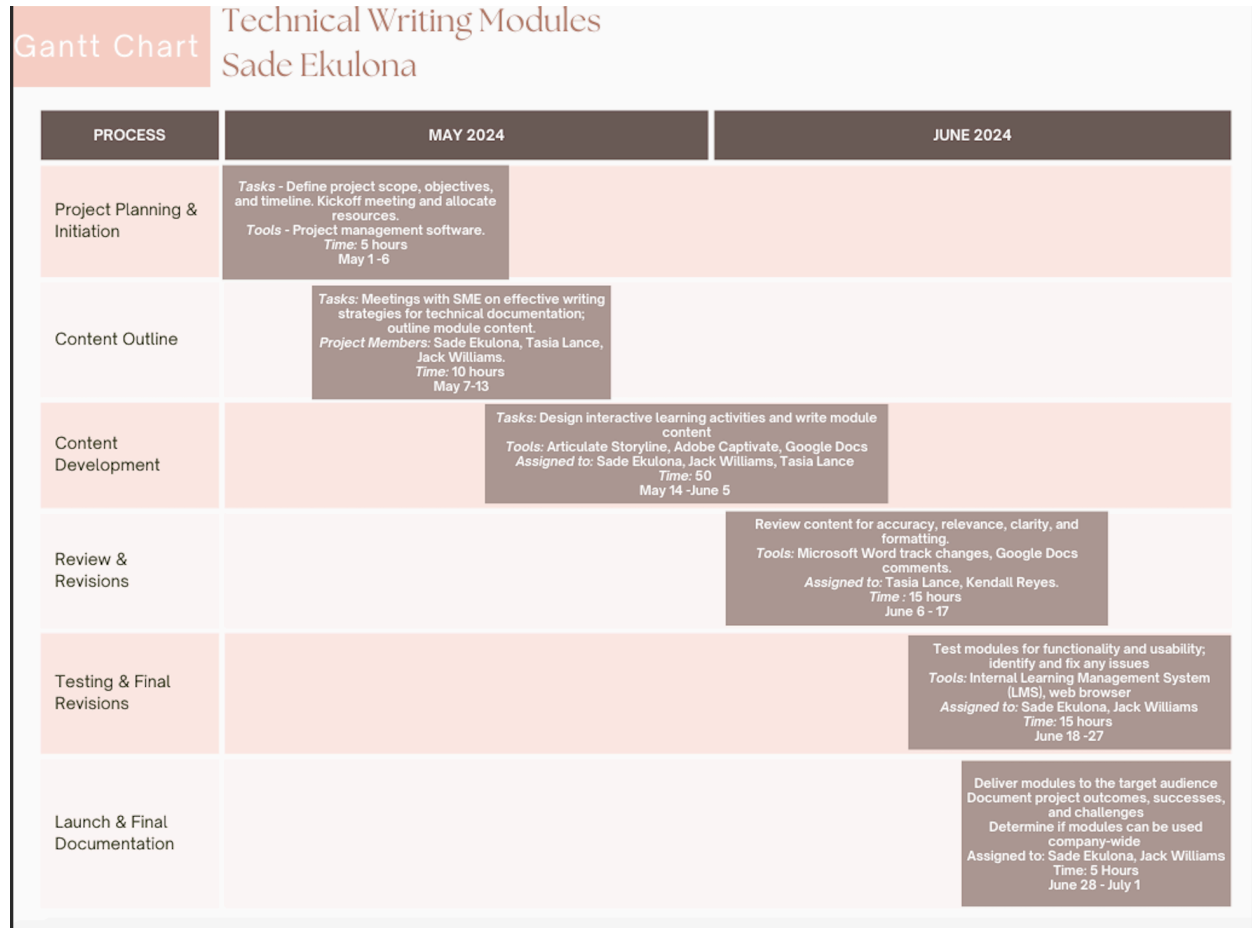 Gantt Chart
Technical Writing Modules
Sade Ekulona
PROCESS
MAY 2024
JUNE 2024
Project Planning &
Initiation
Tasks - Define project scope, objectives,
and timeline. Kickoff meeting and allocate
resources.
Tools - Project management software.
Time: 5 hours
May 1 -6
Content Outline
Tasks: Meetings with SME on effective writing
strategies for technical documentation;
outline module content.
Project Members: Sade Ekulona, Tasia Lance,
Jack Williams.
Time: 10 hours
May 7-13
Content
Development
Tasks: Design interactive learning activities and write module
content
Tools: Articulate Storyline, Adobe Captivate, Google Docs
Assigned to: Sade Ekulona, Jack Williams, Tasia Lance
Time: 50
May 14 -June 5
Review &
Revisions
Review content for accuracy, relevance, clarity, and
formatting.
Tools: Microsoft Word track changes, Google Docs
comments.
Assigned to: Tasia Lance, Kendall Reyes.
Time : 15 hours
June 6 - 17
Testing & Final
Revisions
Test modules for functionality and usability;
identify and fix any issues
Tools: Internal Learning Management System
(LMS), web browser
Assigned to: Sade Ekulona, Jack Williams
Time: 15 hours
June 18 -27
Launch & Final
Documentation
Deliver modules to the target audience
Document project outcomes, successes,
and challenges
Determine if modules can be used
company-wide
Assigned to: Sade Ekulona, Jack Williams
Time: 5 Hours
June 28 - July 1